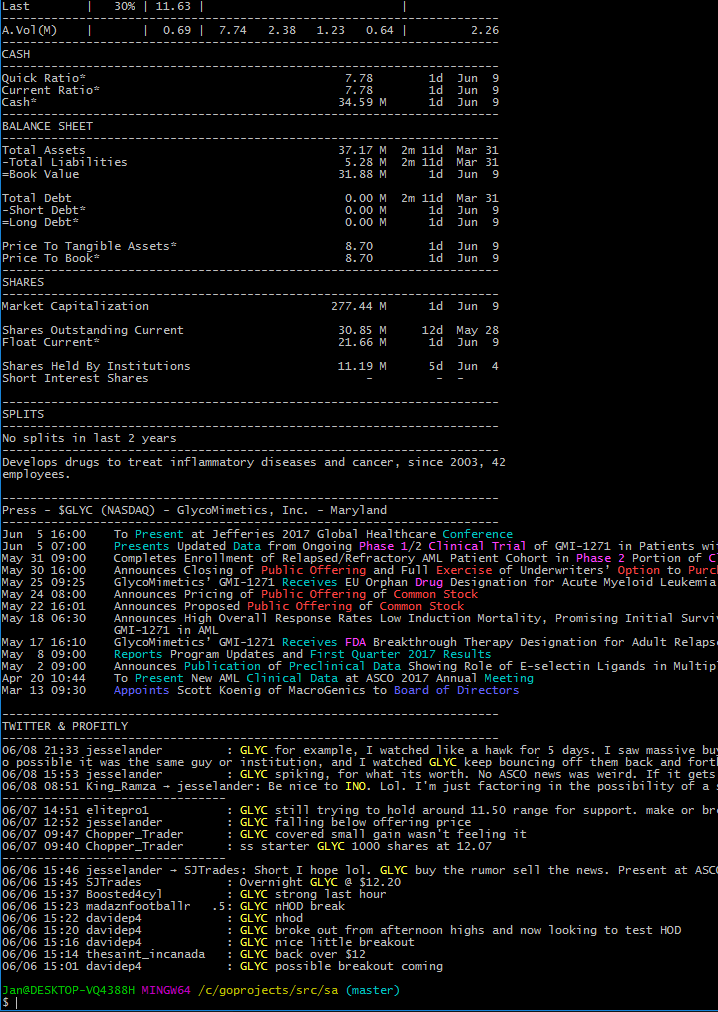 Last        |   30% | 11.63 |                            |
A.Vol(M)    |       |  0.69 |  7.74   2.38   1.23   0.64 |         2.26
-----------------------------------------------------------------------
CASH
-----------------------------------------------------------------------
Quick Ratio*                                     7.78        1d  Jun  9
Current Ratio*                                   7.78        1d  Jun  9
Cash*                                           34.59 M      1d  Jun  9
-----------------------------------------------------------------------
BALANCE SHEET
-----------------------------------------------------------------------
Total Assets                                    37.17 M  2m 11d  Mar 31
-Total Liabilities                               5.28 M  2m 11d  Mar 31
=Book Value                                     31.88 M      1d  Jun  9
Total Debt                                       0.00 M  2m 11d  Mar 31
-Short Debt*                                     0.00 M      1d  Jun  9
=Long Debt*                                      0.00 M      1d  Jun  9
Price To Tangible Assets*                        8.70        1d  Jun  9
Price To Book*                                   8.70        1d  Jun  9
-----------------------------------------------------------------------
SHARES
-----------------------------------------------------------------------
Market Capitalization                          277.44 M      1d  Jun  9
Shares Outstanding Current                      30.85 M     12d  May 28
Float Current*                                  21.66 M      1d  Jun  9
Shares Held By Institutions                     11.19 M      5d  Jun  4
Short Interest Shares                               -         -  -
-----------------------------------------------------------------------
SPLITS
-----------------------------------------------------------------------
No splits in last 2 years
-----------------------------------------------------------------------
Develops drugs to treat inflammatory diseases and cancer, since 2003, 42
employees.
-----------------------------------------------------------------------
Press - $GLYC (NASDAQ) - GlycoMimetics, Inc. - Maryland
-----------------------------------------------------------------------
Jun  5 16:00    To Present at Jefferies 2017 Global Healthcare Conference
Jun  5 07:00    Presents Updated Data from Ongoing Phase 1/2 Clinical Trial of GMI-1271 in Patients wi
May 31 09:00    Completes Enrollment of Relapsed/Refractory AML Patient Cohort in Phase 2 Portion of C
May 30 16:00    Announces Closing of Public Offering and Full Exercise of Underwriters' Option to Purc
May 25 09:25    GlycoMimetics' GMI-1271 Receives EU Orphan Drug Designation for Acute Myeloid Leukemia
May 24 08:00    Announces Pricing of Public Offering of Common Stock
May 22 16:01    Announces Proposed Public Offering of Common Stock
May 18 06:30    Announces High Overall Response Rates Low Induction Mortality, Promising Initial Survi
                GMI-1271 in AML
May 17 16:10    GlycoMimetics' GMI-1271 Receives FDA Breakthrough Therapy Designation for Adult Relaps
May  8 09:00    Reports Program Updates and First Quarter 2017 Results
May  2 09:00    Announces Publication of Preclinical Data Showing Role of E-selectin Ligands in Multip
Apr 20 10:44    To Present New AML Clinical Data at ASCO 2017 Annual Meeting
Mar 13 09:30    Appoints Scott Koenig of MacroGenics to Board of Directors
-----------------------------------------------------------------------
TWITTER & PROFITLY
-----------------------------------------------------------------------
06/08 21:33 jesselander         : GLYC for example, I watched like a hawk for 5 days. I saw massive buy
o possible it was the same guy or institution, and I watched GLYC keep bouncing off them back and forth
06/08 15:53 jesselander         : GLYC spiking, for what its worth. No ASCO news was weird. If it gets
06/08 08:51 King_Ramza → jesselander: Be nice to INO. Lol. I'm just factoring in the possibility of a s
--------------------------------
06/07 14:51 elitepro1           : GLYC still trying to hold around 11.50 range for support. make or bre
06/07 12:52 jesselander         : GLYC falling below offering price
06/07 09:47 Chopper_Trader      : GLYC covered small gain wasn't feeling it
06/07 09:40 Chopper_Trader      : ss starter GLYC 1000 shares at 12.07
--------------------------------
06/06 15:46 jesselander → SJTrades: Short I hope lol. GLYC buy the rumor sell the news. Present at ASC
06/06 15:45 SJTrades            : Overnight GLYC @ $12.20
06/06 15:37 Boosted4cyl         : GLYC strong last hour
06/06 15:23 madaznfootballr   .5: GLYC nHOD break
06/06 15:22 davidep4            : GLYC nhod
06/06 15:20 davidep4            : GLYC broke out from afternoon highs and now looking to test HOD
06/06 15:16 davidep4            : GLYC nice little breakout
06/06 15:14 thesaint_incanada   : GLYC back over $12
06/06 15:01 davidep4            : GLYC possible breakout coming
Jan@DESKTOP-VQ4388H MINGW64 /c/goprojects/src/sa (master)
$